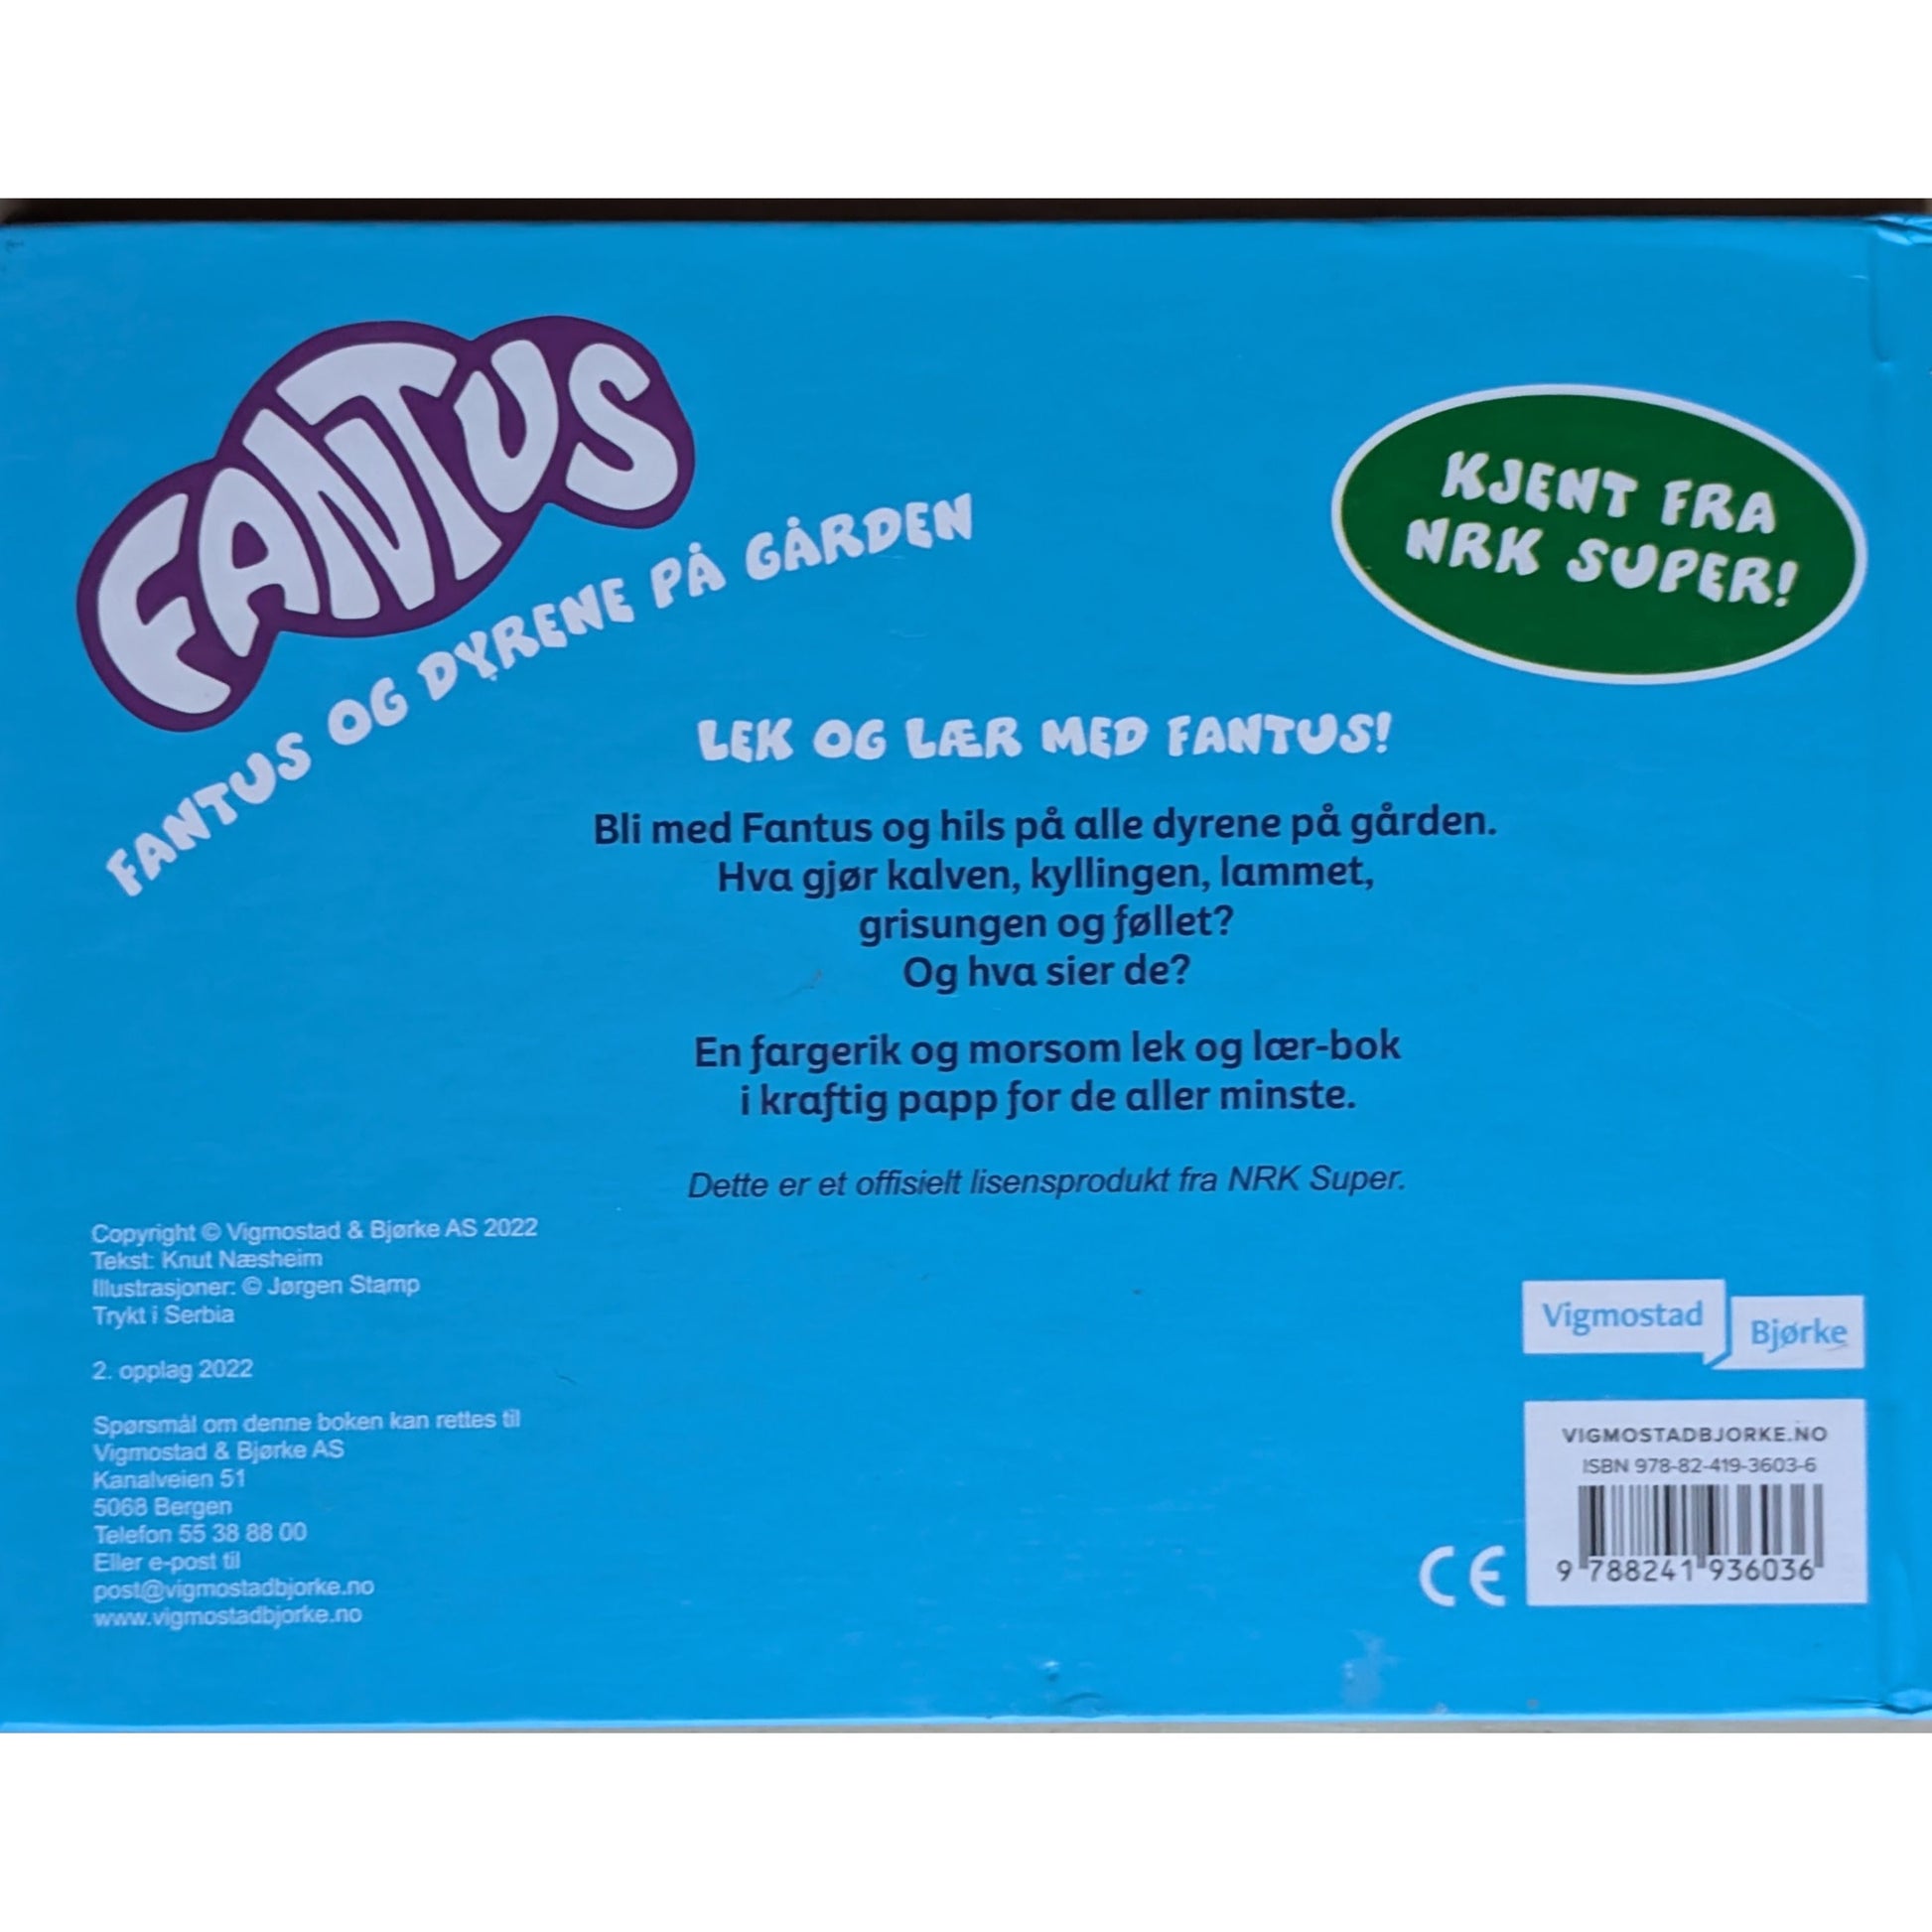 FANTUS
FANTUS OG DYRENE PÅ GÅRDEN
KJENT FRA
NRK SUPER!
LEK OG LÆR MED FANTUS!
Bli med Fantus og hils på alle dyrene på gården.
Hva gjør kalven, kyllingen, lammet,
grisungen og føllet?
Og hva sier de?
En fargerik og morsom lek og lær-bok
i kraftig papp for de aller minste.
Dette er et offisielt lisensprodukt fra NRK Super.
Copyright © Vigmostad & Bjørke AS 2022
Tekst: Knut Næsheim
Illustrasjoner: © Jørgen Stamp
Trykt i Serbia
2. opplag 2022
Spørsmål om denne boken kan rettes til
Vigmostad & Bjørke AS
Kanalveien 51
5068 Bergen
Telefon 55 38 88 00
Eller e-post til
post@vigmostadbjorke.no
www.vigmostadbjorke.no
Vigmostad
Bjørke
VIGMOSTADBJORKE.NO
ISBN 978-82-419-3603-6
9 788241 936036
CE